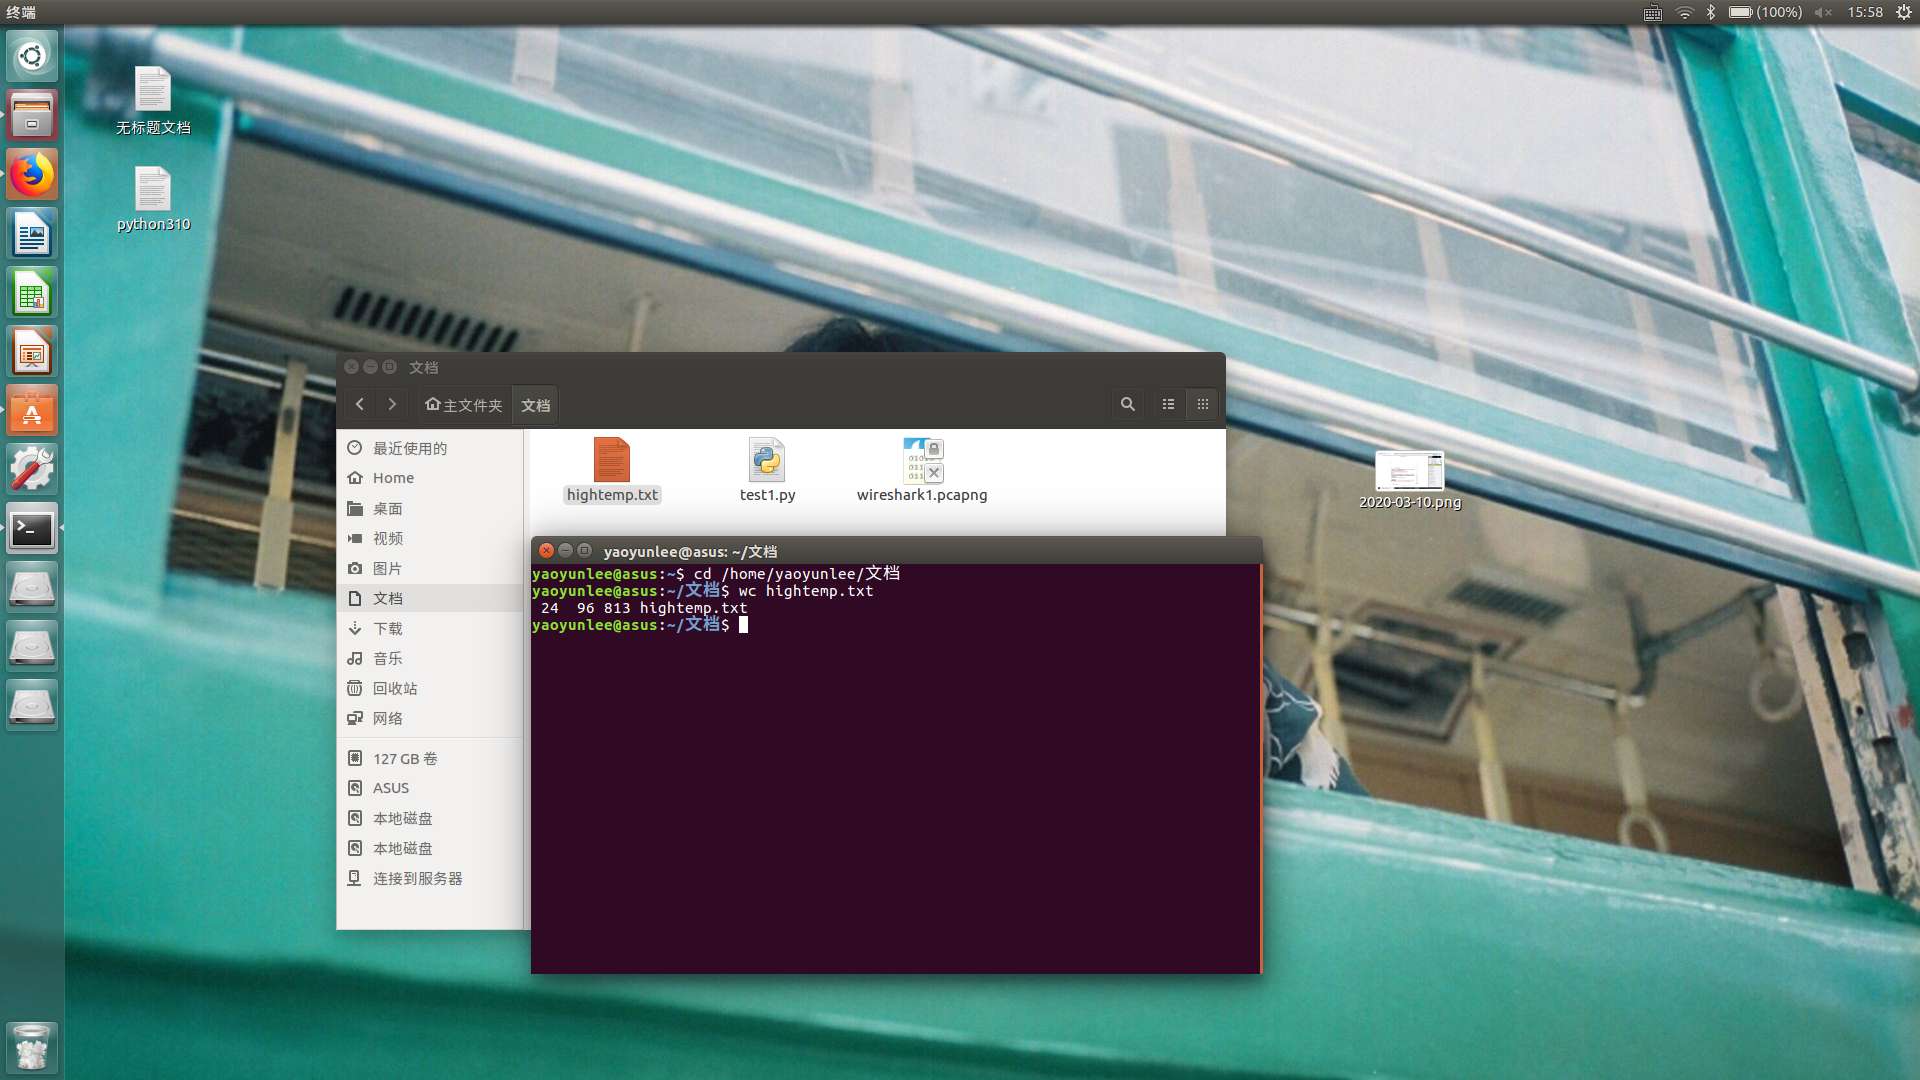 终端
(100%)
15:58
无标题文档
python310
文档
主文件夹
文档
最近使用的
Home
桌面
视频
图片
文档
下载
音乐
回收站
网络
127 GB 卷
ASUS
本地磁盘
本地磁盘
连接到服务器
hightemp.txt
test1.py
wireshark1.pcapng
2020-03-10.png
yaoyunlee@asus: ~/文档
yaoyunlee@asus:~$ cd /home/yaoyunlee/文档
yaoyunlee@asus:~/文档$ wc hightemp.txt
24 96 813 hightemp.txt
yaoyunlee@asus:~/文档$